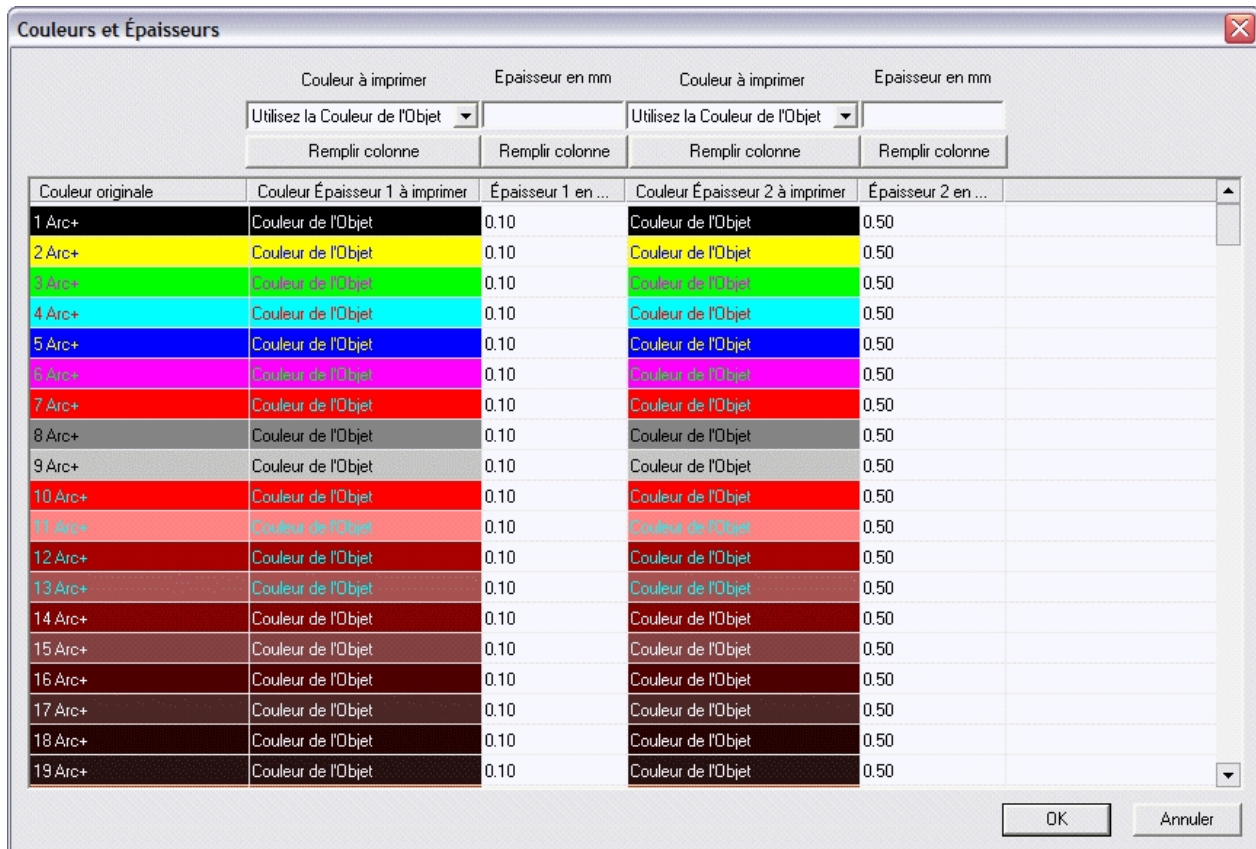 Couleurs et Épaisseurs
Couleur à imprimer Epaisseur en mm Couleur à imprimer Epaisseur en mm
Utilisez la Couleur de l'Objet Utilisez la Couleur de l'Objet
Remplir colonne Remplir colonne Remplir colonne Remplir colonne
Couleur originale Couleur Épaisseur 1 à imprimer Épaisseur 1 en ... Couleur Épaisseur 2 à imprimer Épaisseur 2 en ...
1 Arc+ Couleur de l'Objet 0.10 Couleur de l'Objet 0.50
2 Arc+ Couleur de l'Objet 0.10 Couleur de l'Objet 0.50
3 Arc+ Couleur de l'Objet 0.10 Couleur de l'Objet 0.50
4 Arc+ Couleur de l'Objet 0.10 Couleur de l'Objet 0.50
5 Arc+ Couleur de l'Objet 0.10 Couleur de l'Objet 0.50
6 Arc+ Couleur de l'Objet 0.10 Couleur de l'Objet 0.50
7 Arc+ Couleur de l'Objet 0.10 Couleur de l'Objet 0.50
8 Arc+ Couleur de l'Objet 0.10 Couleur de l'Objet 0.50
9 Arc+ Couleur de l'Objet 0.10 Couleur de l'Objet 0.50
10 Arc+ Couleur de l'Objet 0.10 Couleur de l'Objet 0.50
11 Arc+ Couleur de l'Objet 0.10 Couleur de l'Objet 0.50
12 Arc+ Couleur de l'Objet 0.10 Couleur de l'Objet 0.50
13 Arc+ Couleur de l'Objet 0.10 Couleur de l'Objet 0.50
14 Arc+ Couleur de l'Objet 0.10 Couleur de l'Objet 0.50
15 Arc+ Couleur de l'Objet 0.10 Couleur de l'Objet 0.50
16 Arc+ Couleur de l'Objet 0.10 Couleur de l'Objet 0.50
17 Arc+ Couleur de l'Objet 0.10 Couleur de l'Objet 0.50
18 Arc+ Couleur de l'Objet 0.10 Couleur de l'Objet 0.50
19 Arc+ Couleur de l'Objet 0.10 Couleur de l'Objet 0.50
OK Annuler